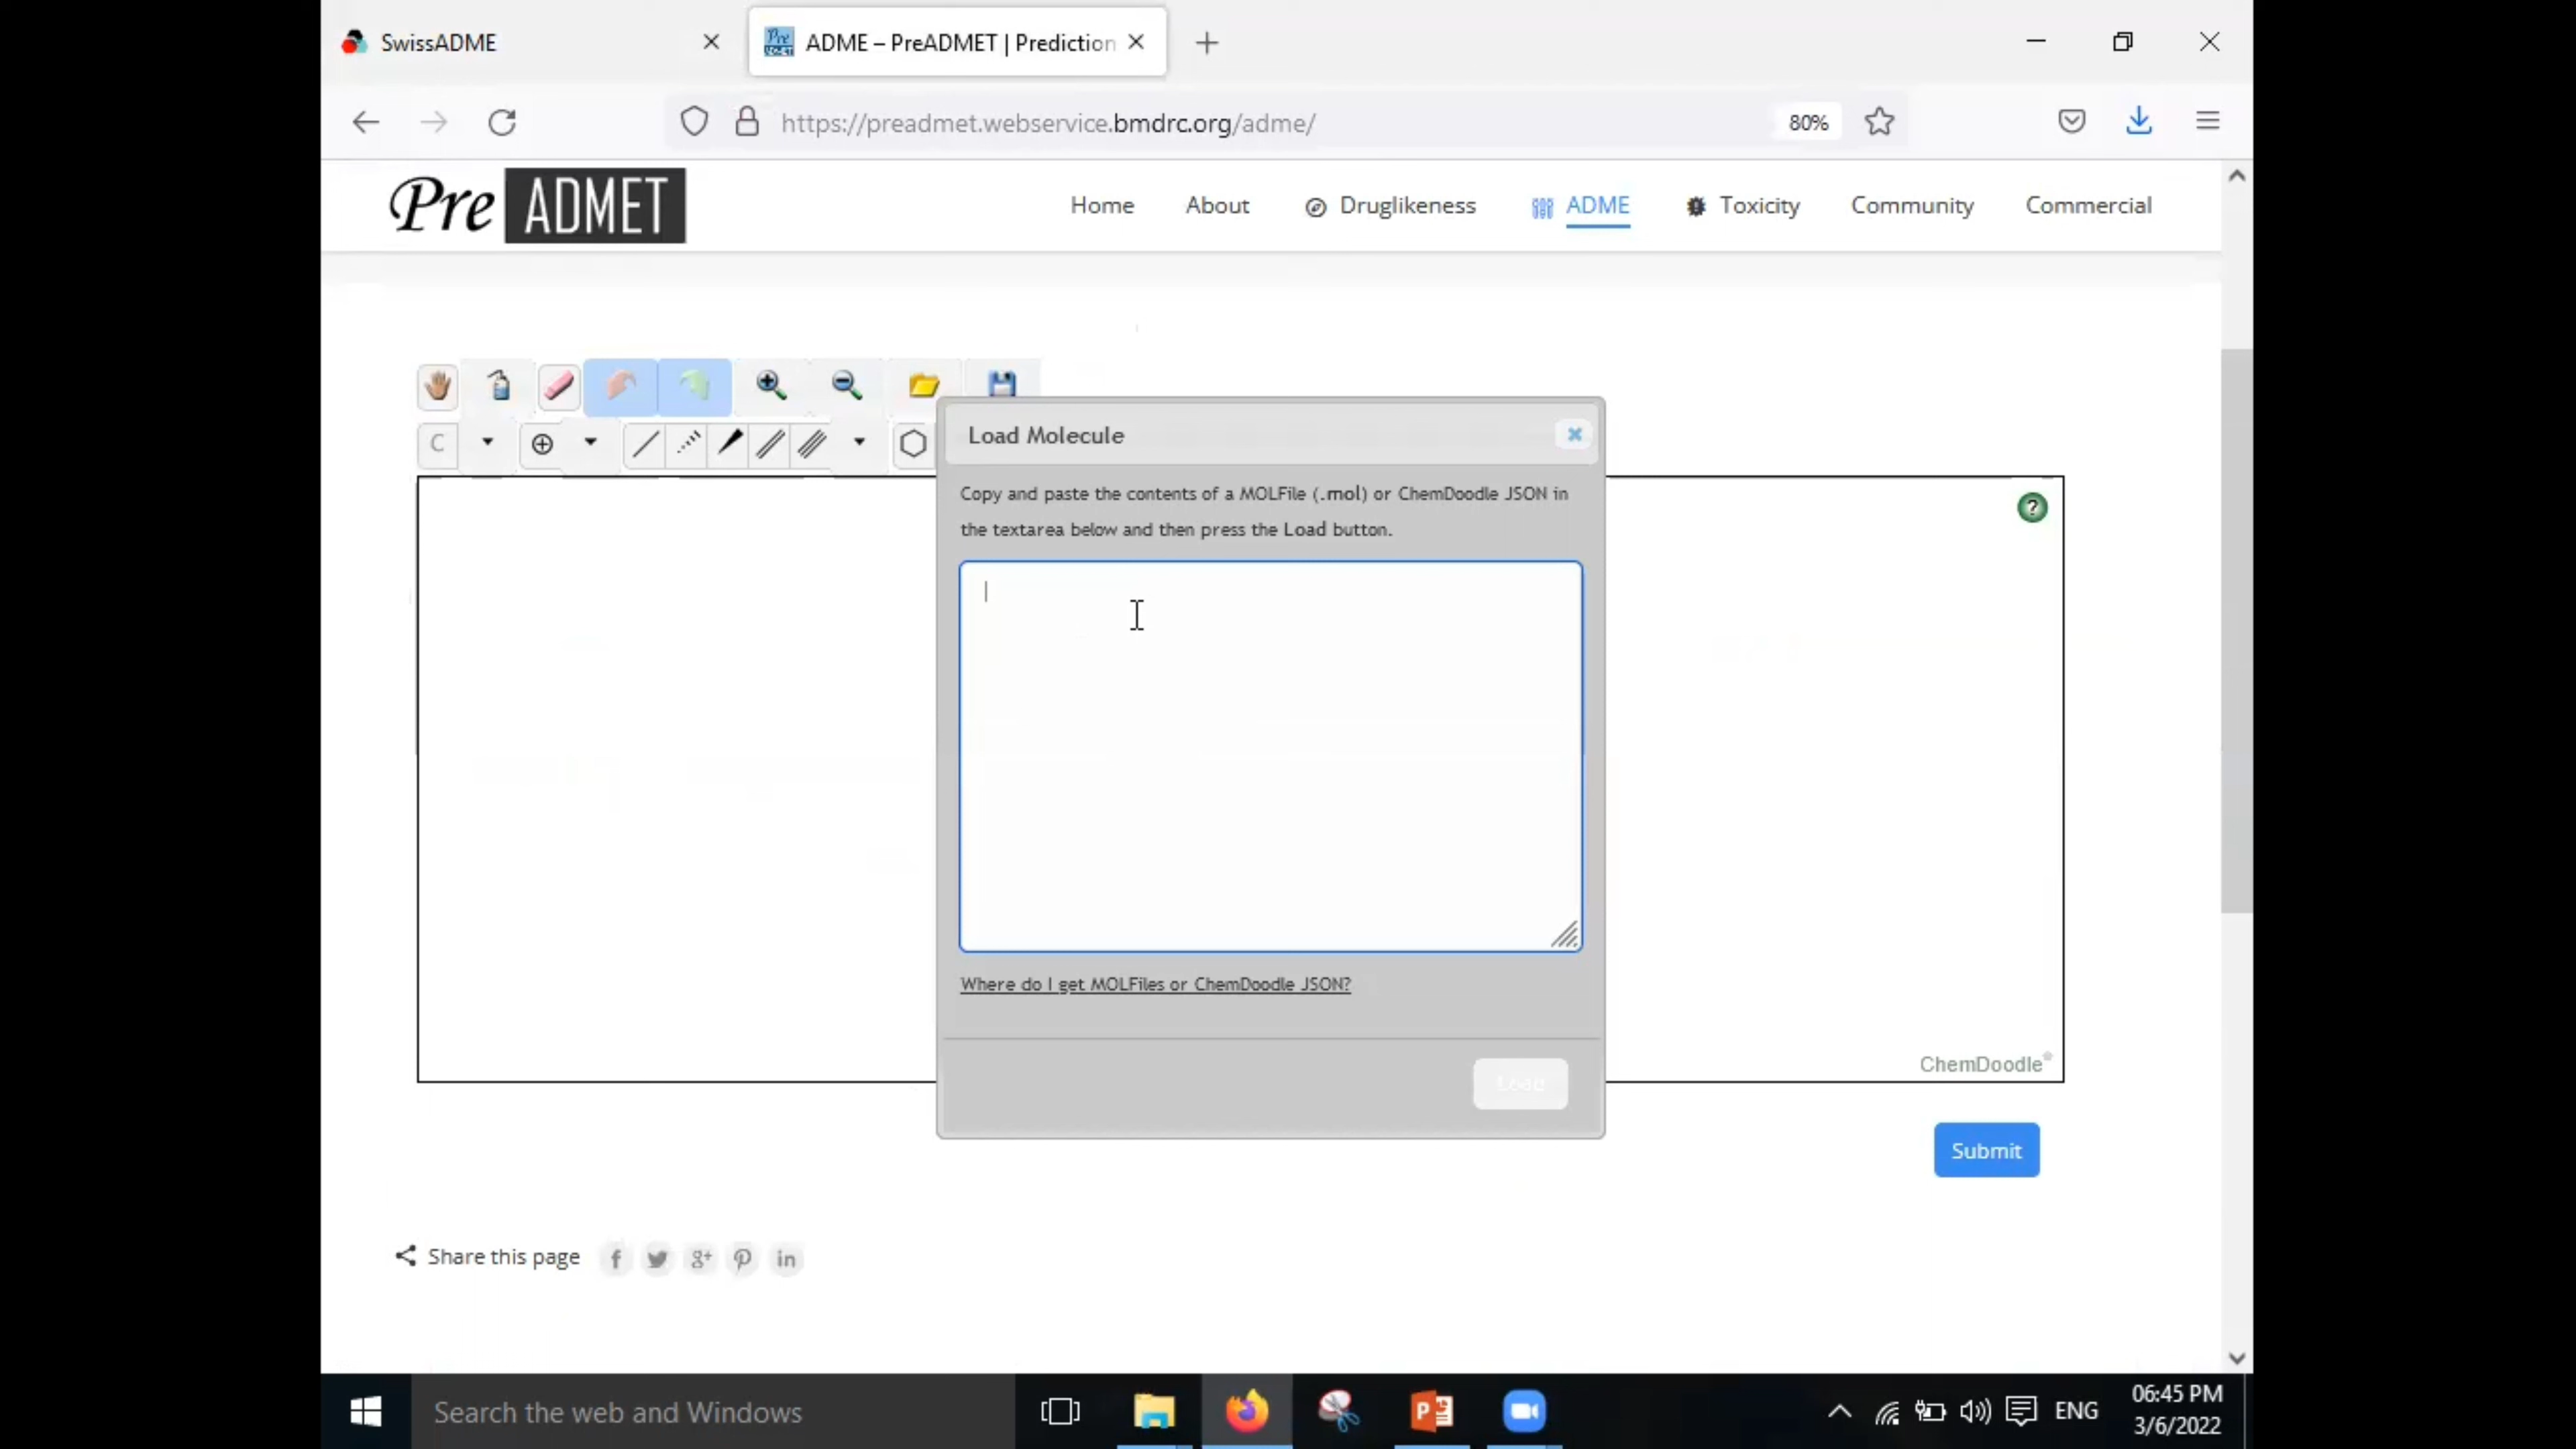 SwissADME
ADME – PreADMET | Prediction
https://preadmet.webservice.bmdrc.org/adme/
80%
Pre ADMET
Home About Druglikeness ADME Toxicity Community Commercial
C
Load Molecule
Copy and paste the contents of a MOLFile (.mol) or ChemDoodle JSON in
the textarea below and then press the Load button.
?
Where do I get MOLFiles or ChemDoodle JSON?
ChemDoodle®
Load
Submit
Share this page
Search the web and Windows
ENG
06:45 PM
3/6/2022